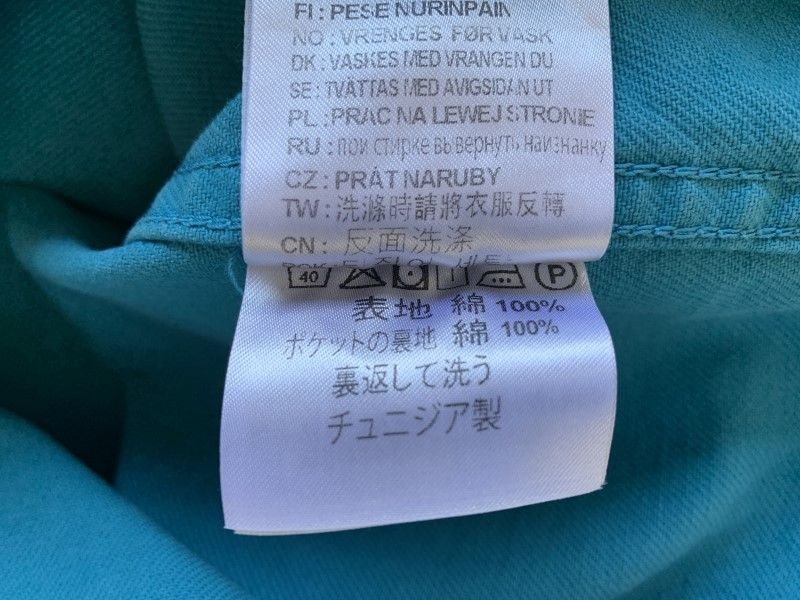 FI : PESE NURINPAIN
NO : VRENGES FØR VASK
DK : VASKES MED VRANGEN DU
SE : TVÄTTAS MED AVIGSIDAN UT
PL : PRAC NA LEWEJ STRONIE
RU : при стирке вывернуть наизнанку
CZ : PRÁT NARUBY
TW : 洗滌時請將衣服反轉
CN : 反面洗涤
40 P
表地 綿 100%
ポケットの裏地 綿 100%
裏返して洗う
チュニジア製